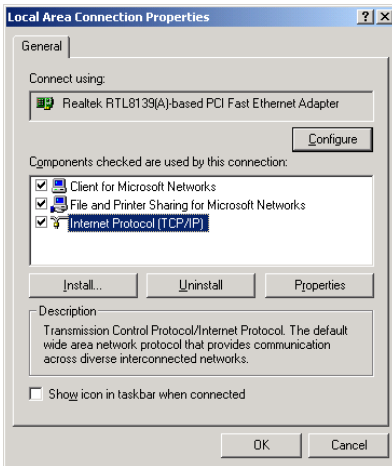 Local Area Connection Properties
General
Connect using:
Realtek RTL8139(A)-based PCI Fast Ethernet Adapter
Configure
Components checked are used by this connection:
Client for Microsoft Networks
File and Printer Sharing for Microsoft Networks
Internet Protocol (TCP/IP)
Install... Uninstall Properties
Description
Transmission Control Protocol/Internet Protocol. The default
wide area network protocol that provides communication
across diverse interconnected networks.
Show icon in taskbar when connected
OK Cancel